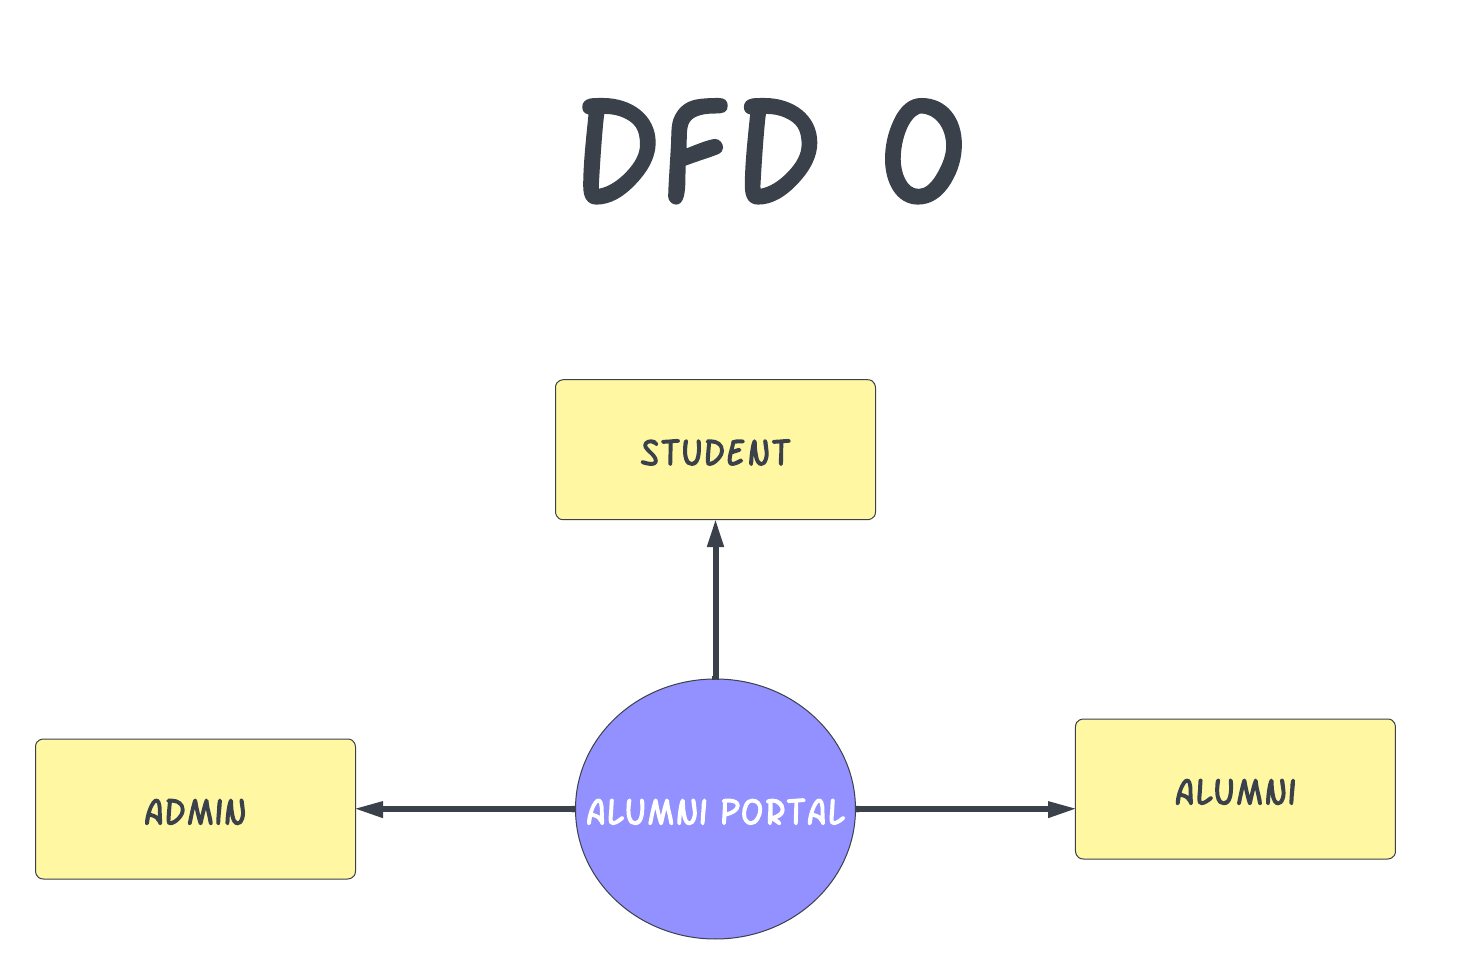 DFD 0
STUDENT
ADMIN
ALUMNI PORTAL
ALUMNI